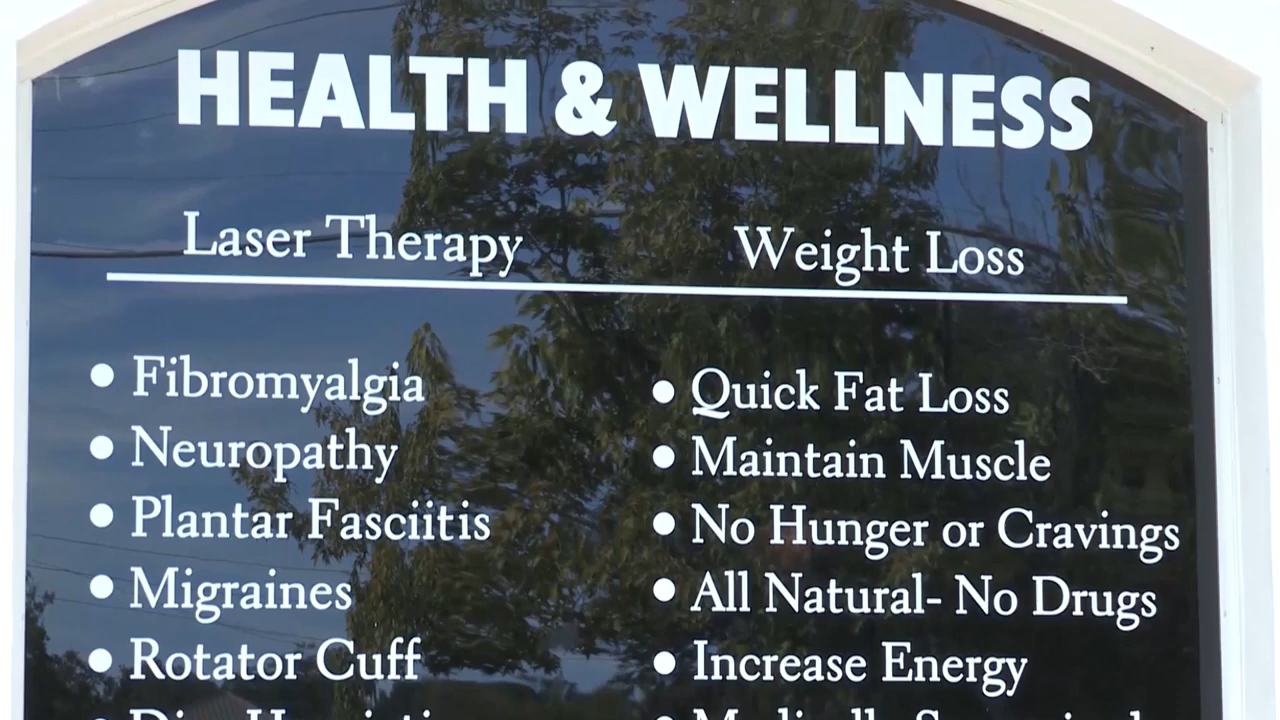 HEALTH & WELLNESS
Laser Therapy
Weight Loss
• Fibromyalgia
• Neuropathy
• Plantar Fasciitis
• Migraines
• Rotator Cuff
• Quick Fat Loss
• Maintain Muscle
• No Hunger or Cravings
• All Natural- No Drugs
• Increase Energy